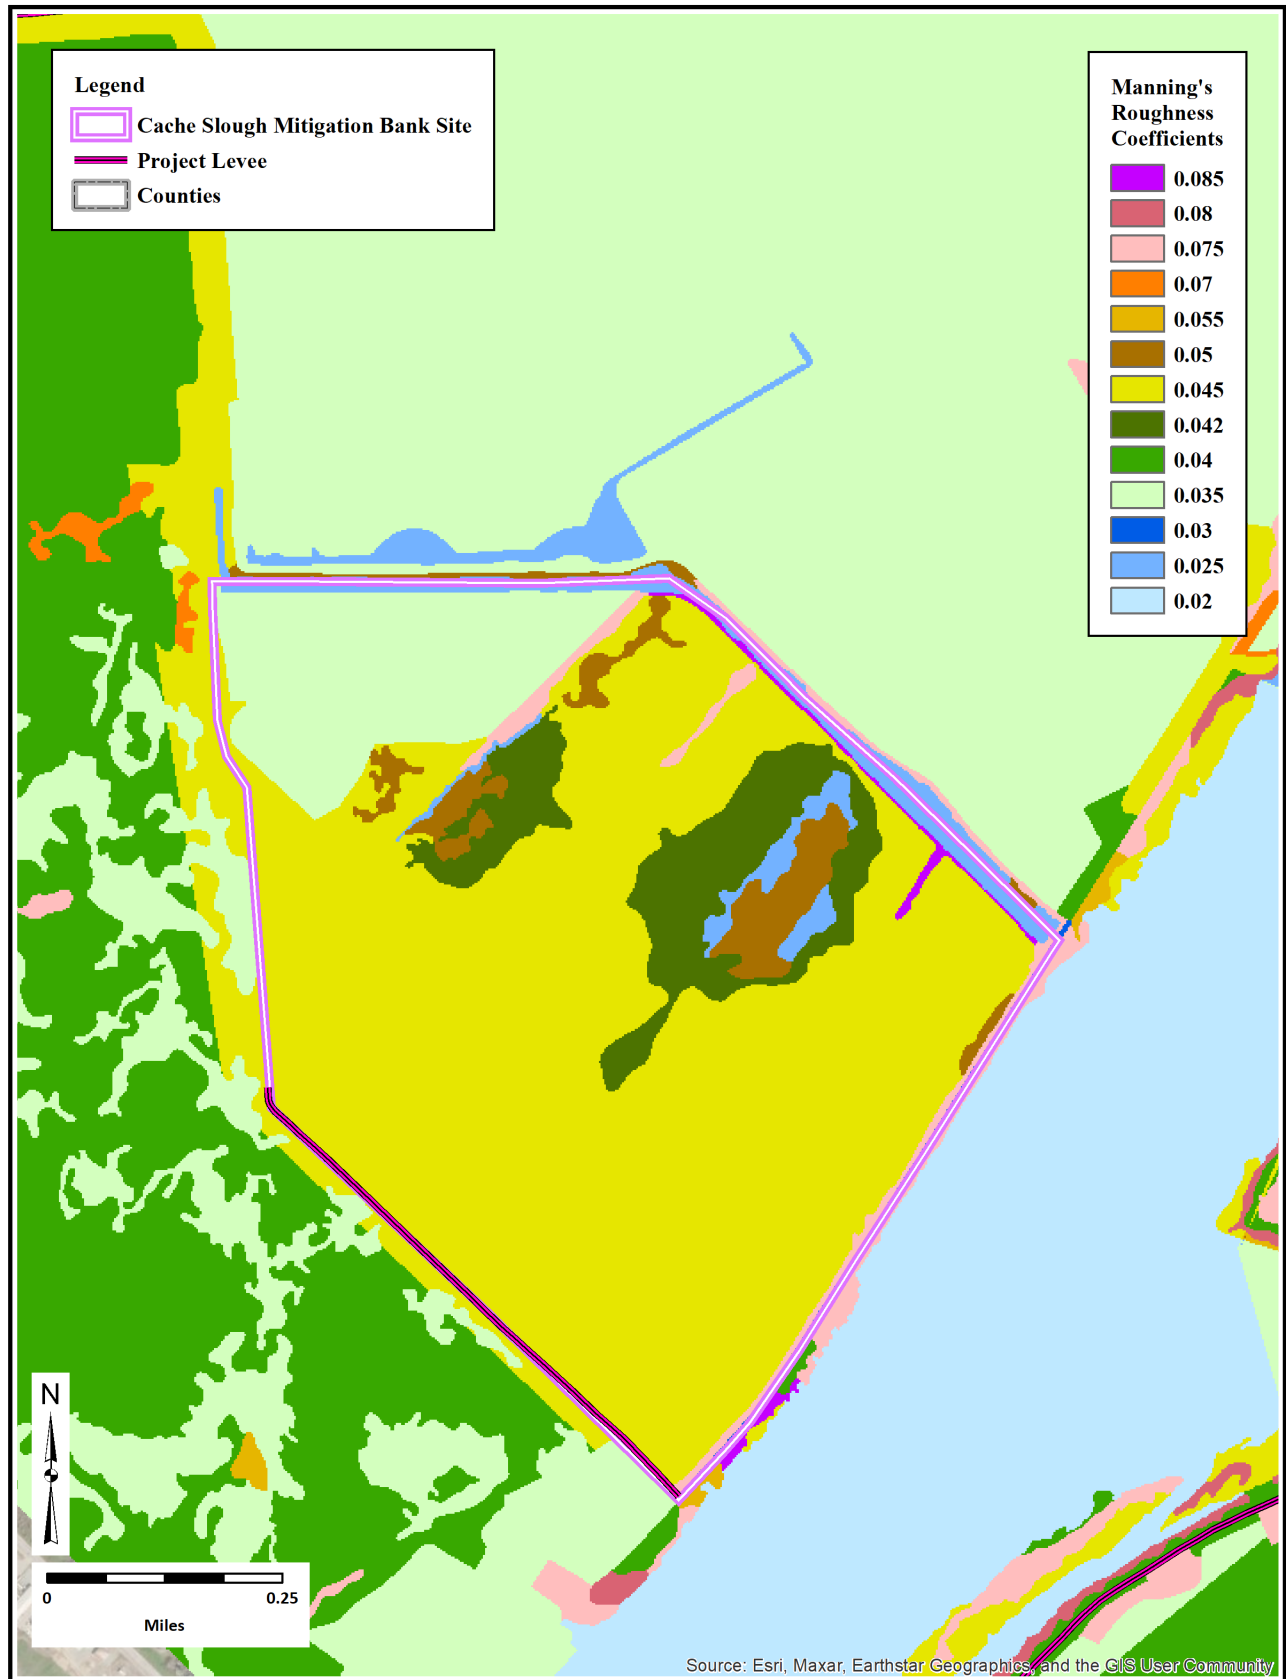 Legend
Cache Slough Mitigation Bank Site
Project Levee
Counties
Manning's
Roughness
Coefficients
0.085
0.08
0.075
0.07
0.055
0.05
0.045
0.042
0.04
0.035
0.03
0.025
0.02
N
0 0.25
Miles
Source: Esri, Maxar, Earthstar Geographics, and the GIS User Community